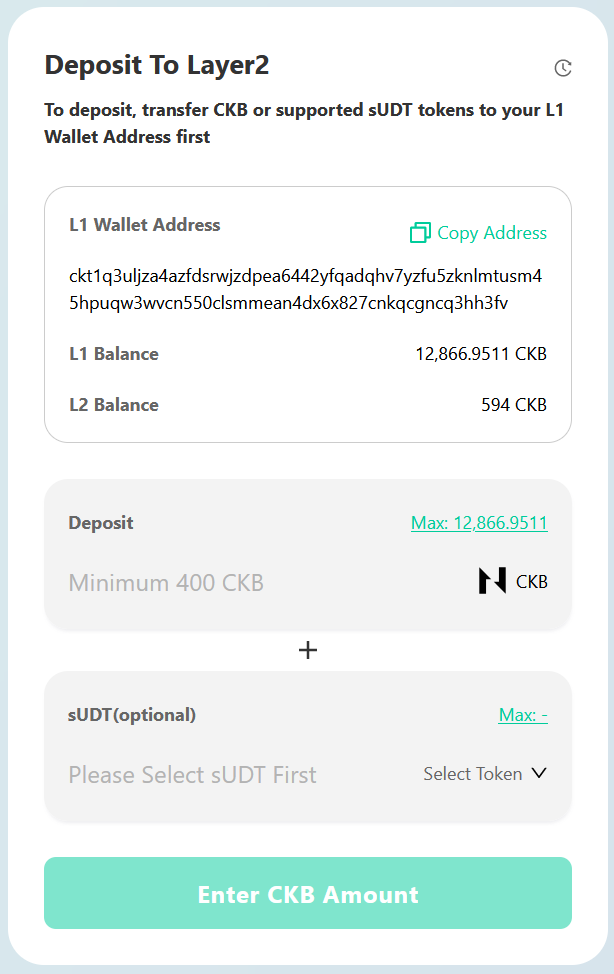 Deposit To Layer2
To deposit, transfer CKB or supported sUDT tokens to your L1
Wallet Address first
L1 Wallet Address
Copy Address
ckt1q3uljza4azfdsrwjzdpea6442yfqadqhv7yzfu5zknlmtusm4
5hpuqw3wvcn550clsmmean4dx6x827cnkqcgncq3hh3fv
L1 Balance
12,866.9511 CKB
L2 Balance
594 CKB
Deposit
Max: 12,866.9511
Minimum 400 CKB
CKB
+
sUDT(optional)
Max: -
Please Select sUDT First
Select Token
Enter CKB Amount